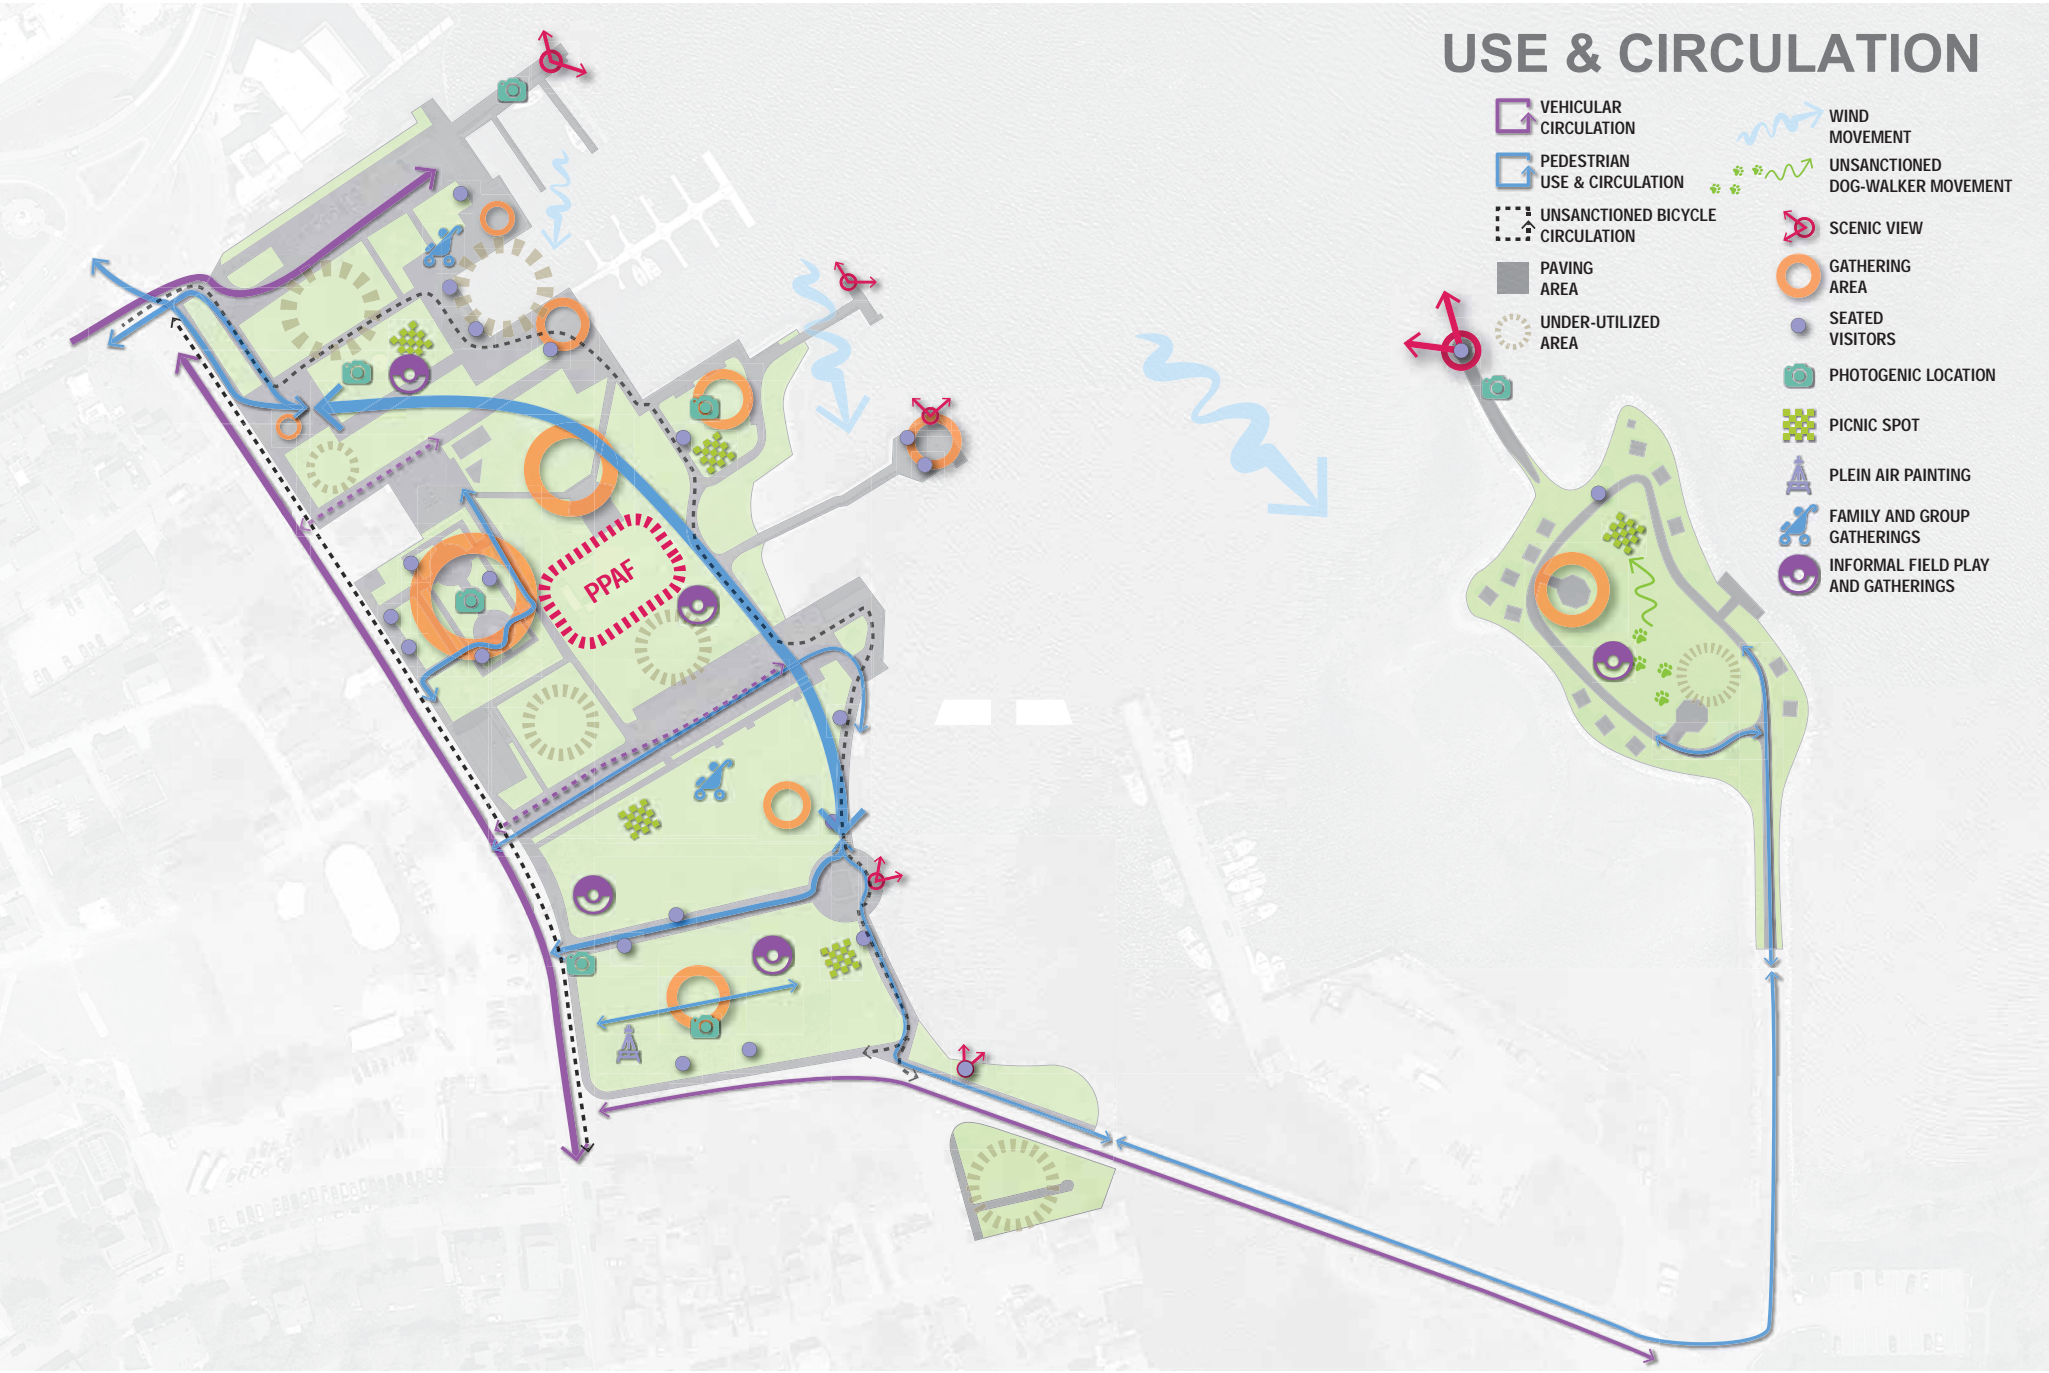 USE & CIRCULATION
VEHICULAR
CIRCULATION
PEDESTRIAN
USE & CIRCULATION
UNSANCTIONED BICYCLE
CIRCULATION
PAVING
AREA
UNDER-UTILIZED
AREA
WIND
MOVEMENT
UNSANCTIONED
DOG-WALKER MOVEMENT
SCENIC VIEW
GATHERING
AREA
SEATED
VISITORS
PHOTOGENIC LOCATION
PICNIC SPOT
PLEIN AIR PAINTING
FAMILY AND GROUP
GATHERINGS
INFORMAL FIELD PLAY
AND GATHERINGS
PPAF